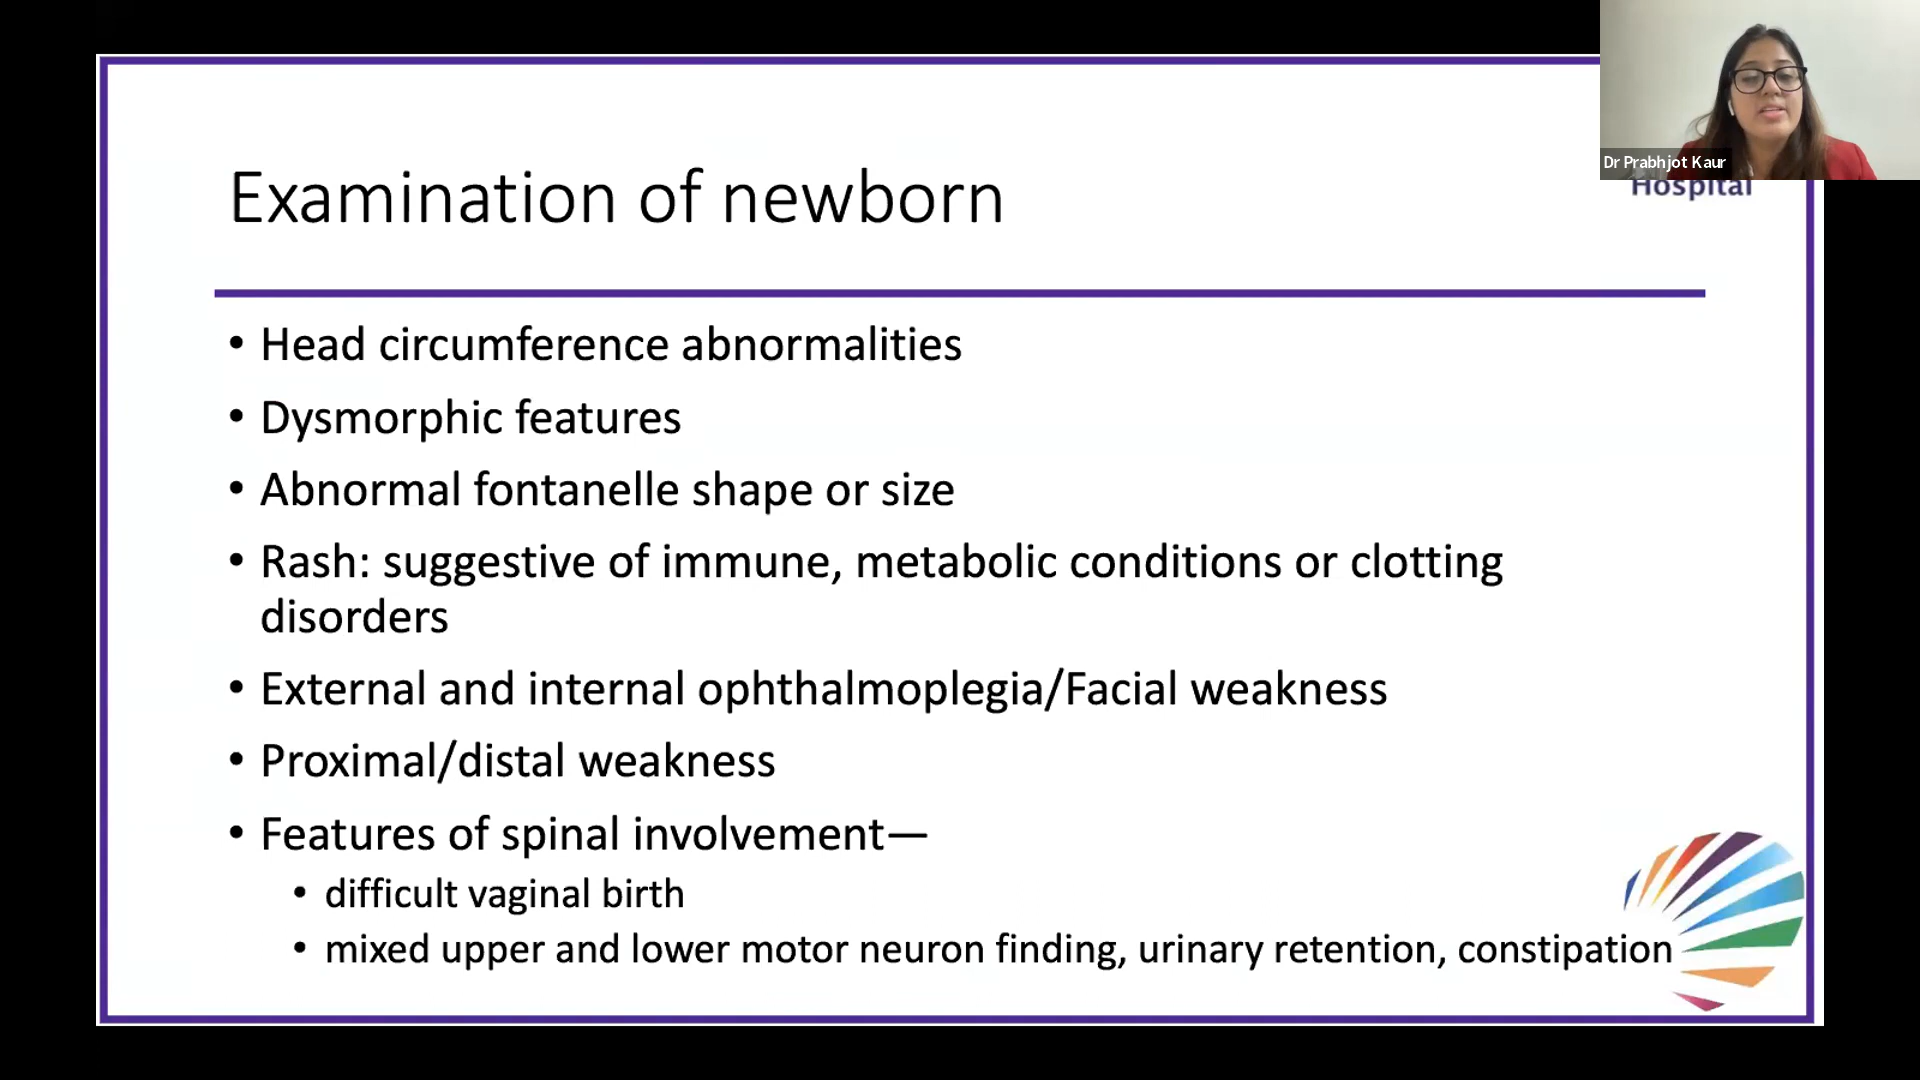 Dr Prabhjot Kaur
Hospital
Examination of newborn
• Head circumference abnormalities
• Dysmorphic features
• Abnormal fontanelle shape or size
• Rash: suggestive of immune, metabolic conditions or clotting
disorders
• External and internal ophthalmoplegia/Facial weakness
• Proximal/distal weakness
• Features of spinal involvement—
• difficult vaginal birth
• mixed upper and lower motor neuron finding, urinary retention, constipation